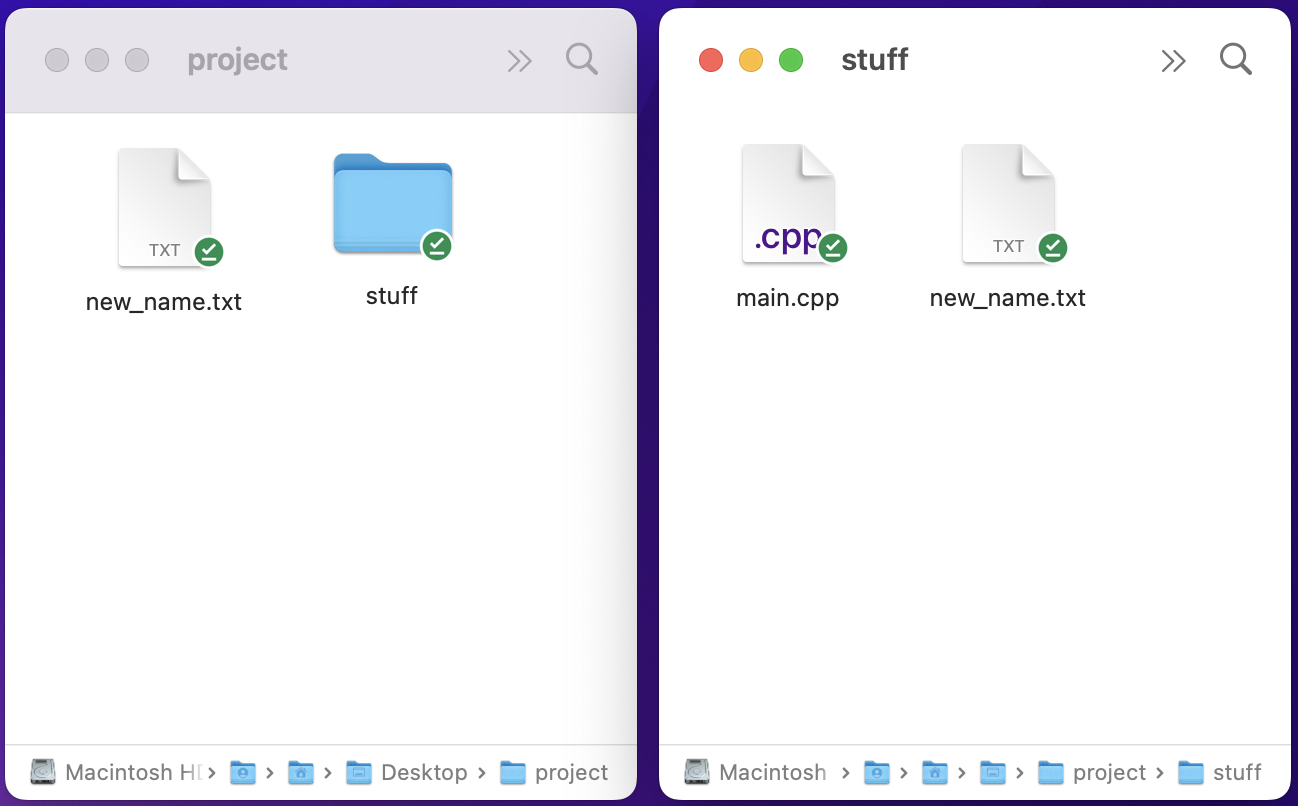 project
TXT
new_name.txt
stuff
Macintosh HD
Desktop
project
stuff
.cpp
main.cpp
TXT
new_name.txt
Macintosh
project
stuff